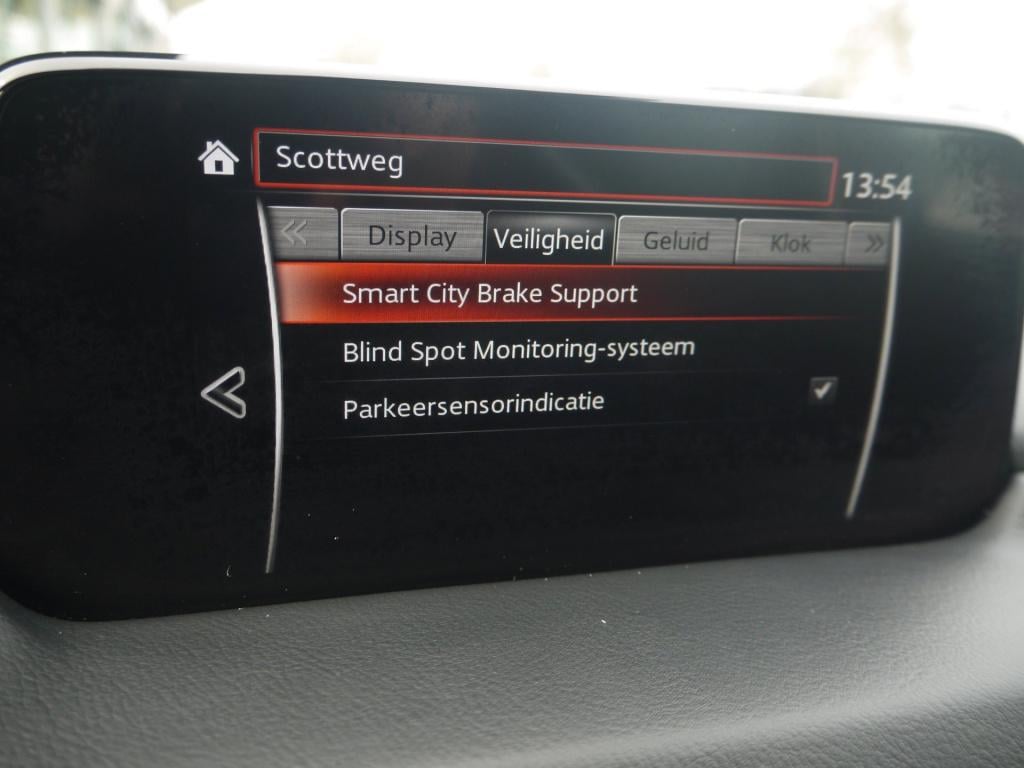 Scottweg
13:54
Display Veiligheid Geluid Klok
Smart City Brake Support
Blind Spot Monitoring-systeem
Parkeersensorindicatie